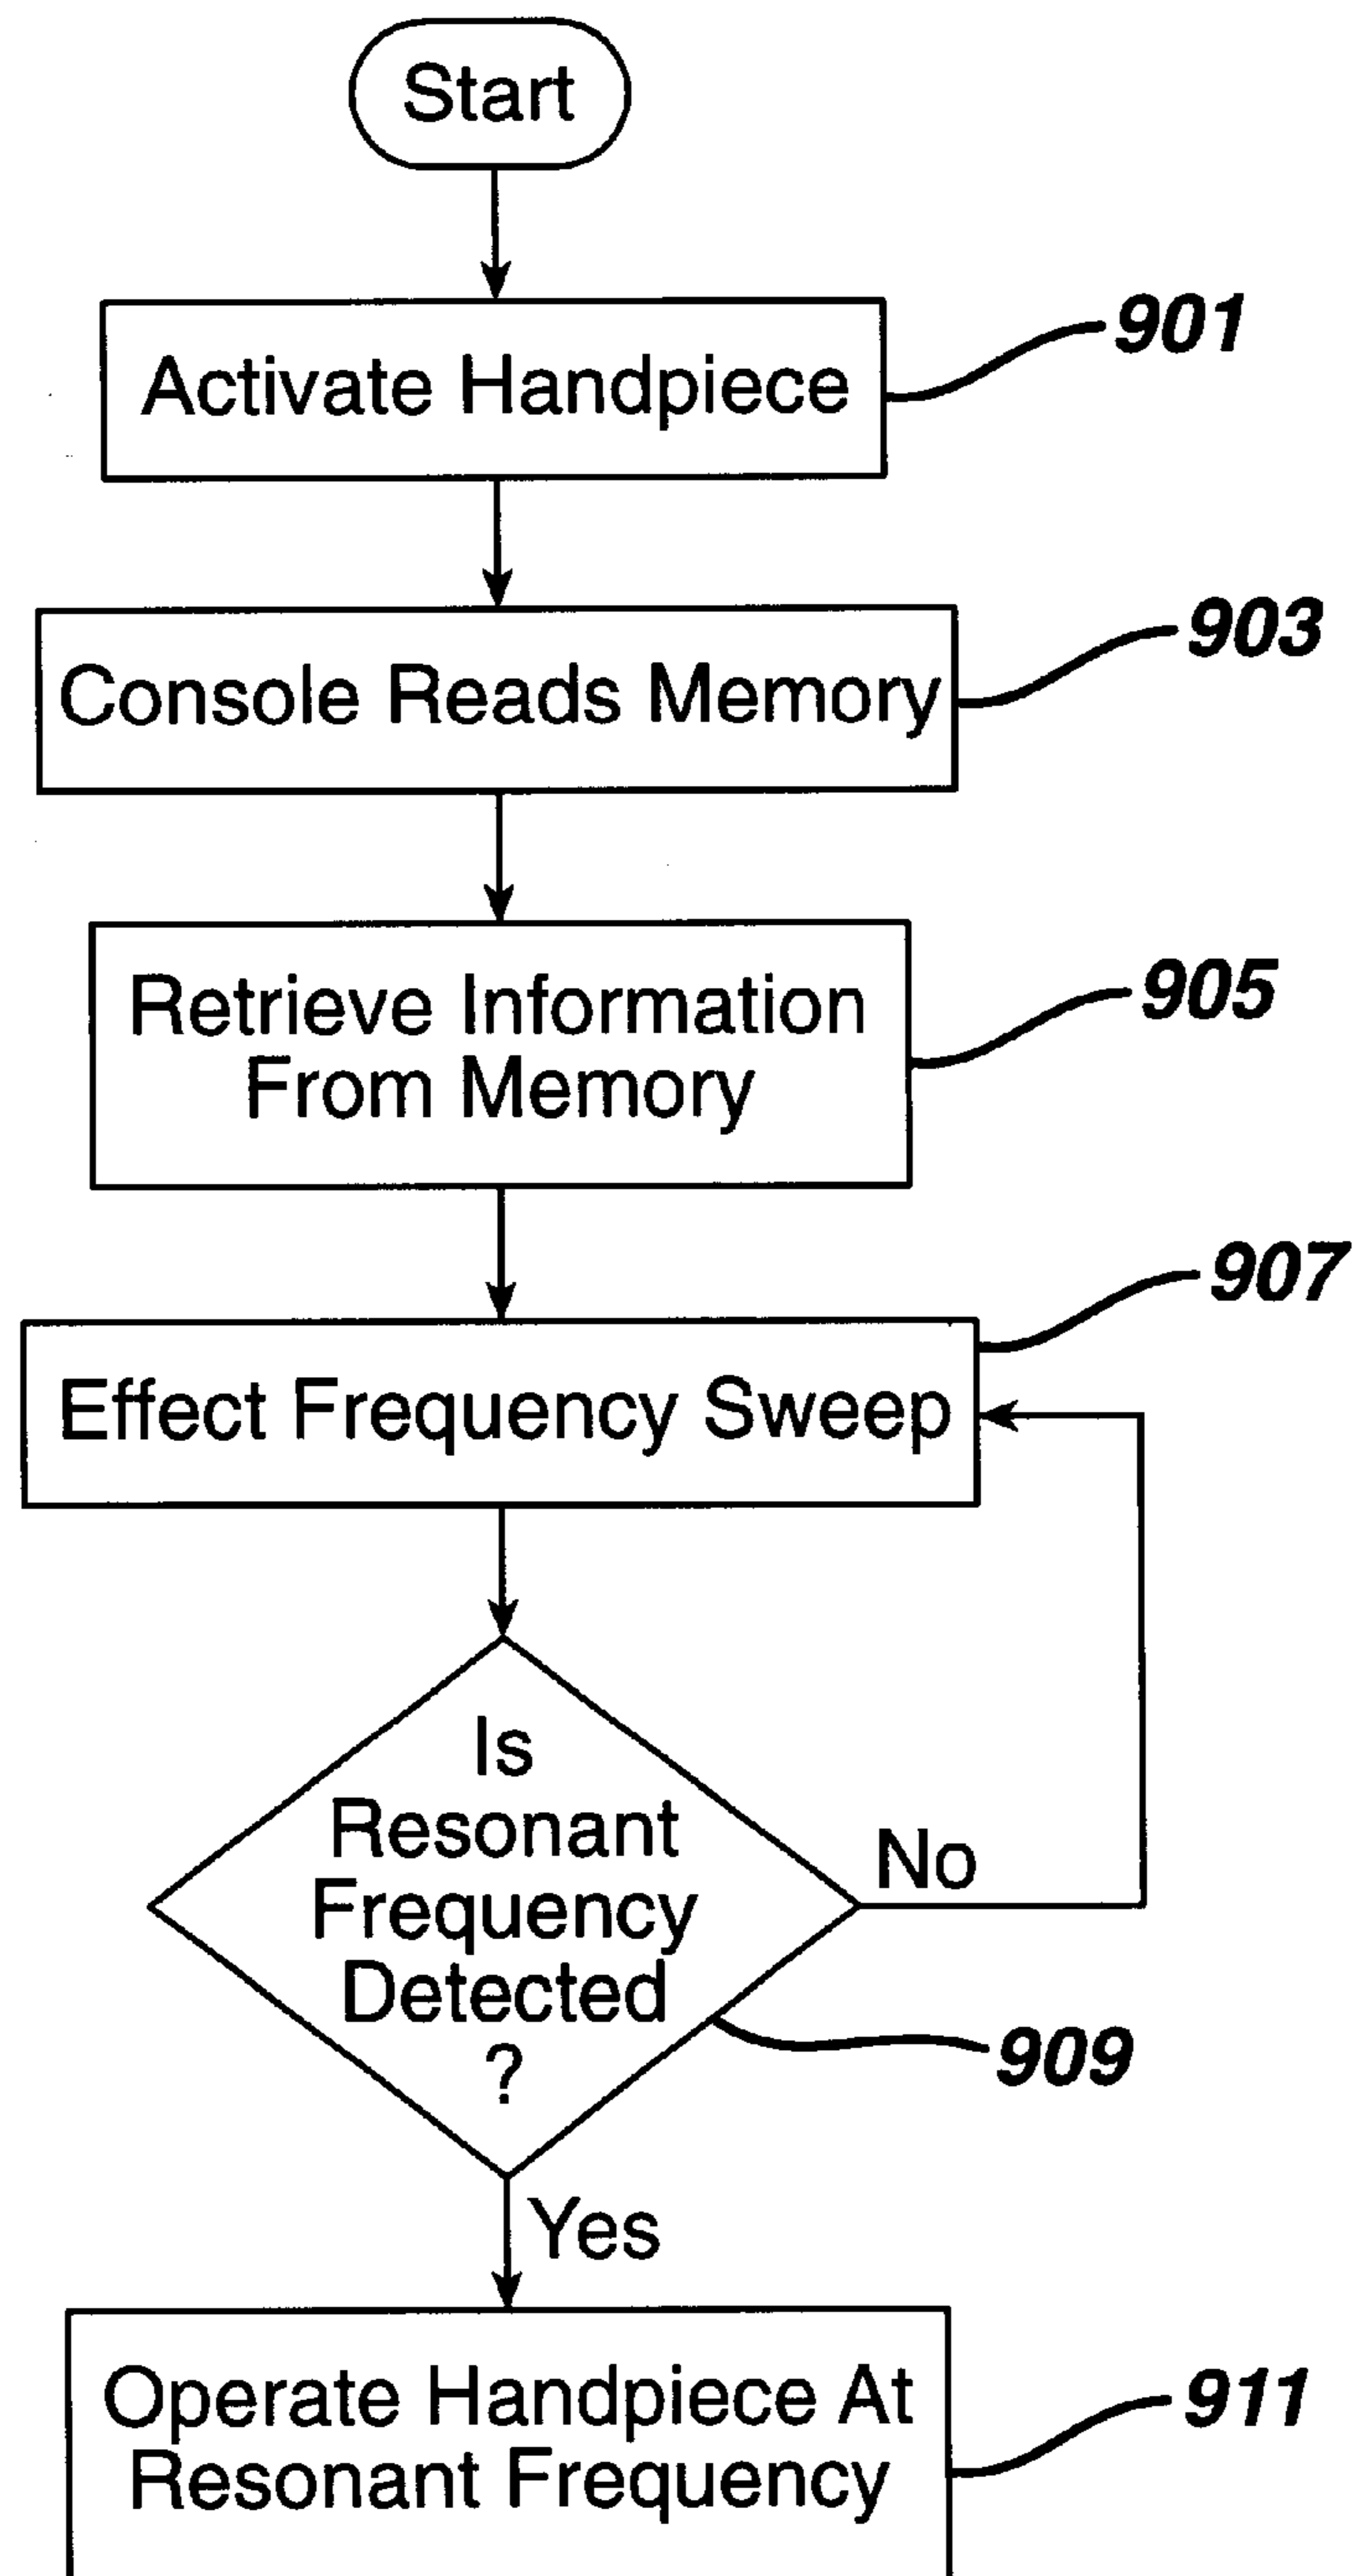 Start
Activate Handpiece
901
Console Reads Memory
903
Retrieve Information
From Memory
905
907
Effect Frequency Sweep
Is
Resonant
Frequency
Detected
?
No
909
Yes
Operate Handpiece At
Resonant Frequency
911